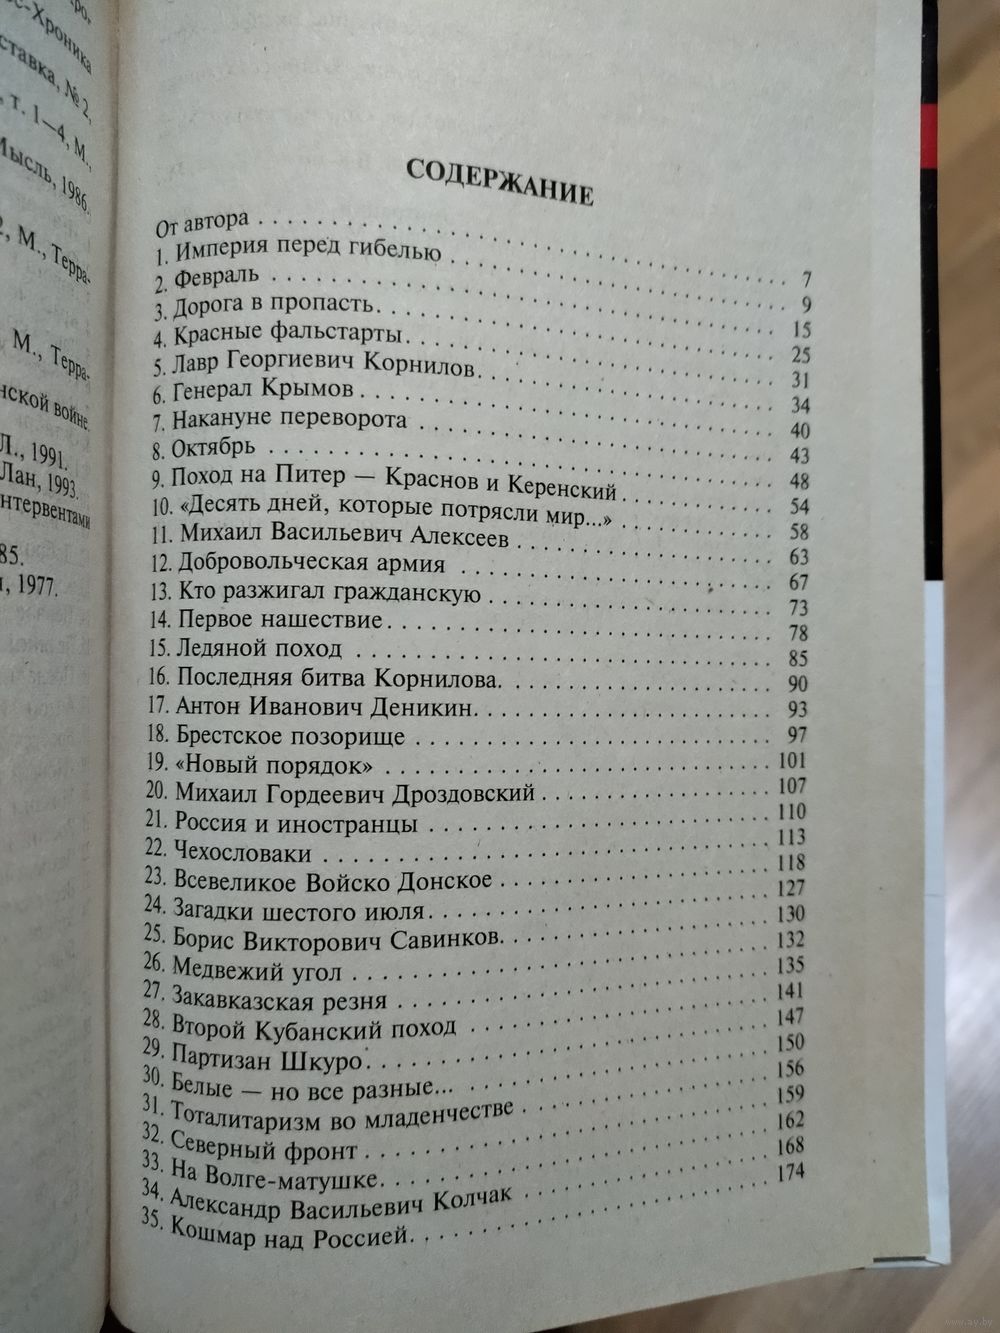 ос-Хроника
ставка, № 2,
, т. 1—4, М.,
Мысль, 1986.
, М., Терра-
М., Терра-
нской войне.
Л., 1991.
Лан, 1993.
нтервентами
85.
, 1977.
СОДЕРЖАНИЕ
От автора . . . . . . . . . . 7
1. Империя перед гибелью . . . . . . . . . . 9
2. Февраль . . . . . . . . . . 15
3. Дорога в пропасть. . . . . . . . . . 25
4. Красные фальстарты . . . . . . . . . . 31
5. Лавр Георгиевич Корнилов. . . . . . . . . . 34
6. Генерал Крымов . . . . . . . . . . 40
7. Накануне переворота . . . . . . . . . . 43
8. Октябрь . . . . . . . . . . 48
9. Поход на Питер — Краснов и Керенский . . . . . . . . . . 54
10. «Десять дней, которые потрясли мир...» . . . . . . . . . . 58
11. Михаил Васильевич Алексеев . . . . . . . . . . 63
12. Добровольческая армия . . . . . . . . . . 67
13. Кто разжигал гражданскую . . . . . . . . . . 73
14. Первое нашествие . . . . . . . . . . 78
15. Ледяной поход . . . . . . . . . . 85
16. Последняя битва Корнилова. . . . . . . . . . 90
17. Антон Иванович Деникин. . . . . . . . . . 93
18. Брестское позорище . . . . . . . . . . 97
19. «Новый порядок» . . . . . . . . . . 101
20. Михаил Гордеевич Дроздовский . . . . . . . . . . 107
21. Россия и иностранцы . . . . . . . . . . 110
22. Чехословаки . . . . . . . . . . 113
23. Всевеликое Войско Донское . . . . . . . . . . 118
24. Загадки шестого июля. . . . . . . . . . 127
25. Борис Викторович Савинков. . . . . . . . . . 130
26. Медвежий угол . . . . . . . . . . 132
27. Закавказская резня . . . . . . . . . . 135
28. Второй Кубанский поход . . . . . . . . . . 141
29. Партизан Шкуро. . . . . . . . . . 147
30. Белые — но все разные... . . . . . . . . . . 150
31. Тоталитаризм во младенчестве . . . . . . . . . . 156
32. Северный фронт . . . . . . . . . . 159
33. На Волге-матушке. . . . . . . . . . 162
34. Александр Васильевич Колчак . . . . . . . . . . 168
35. Кошмар над Россией. . . . . . . . . . 174
www.ay.by